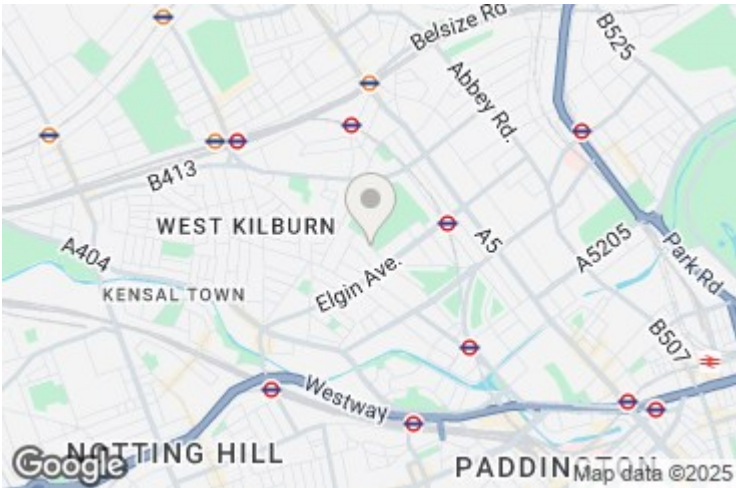 Belsize Rd
B525
Abbey Rd.
B413
WEST KILBURN
A404
A5
A5205
Park Rd
Elgin Ave.
KENSAL TOWN
B507
Westway
NOTTING HILL
PADDINGTON
Google
Map data ©2025